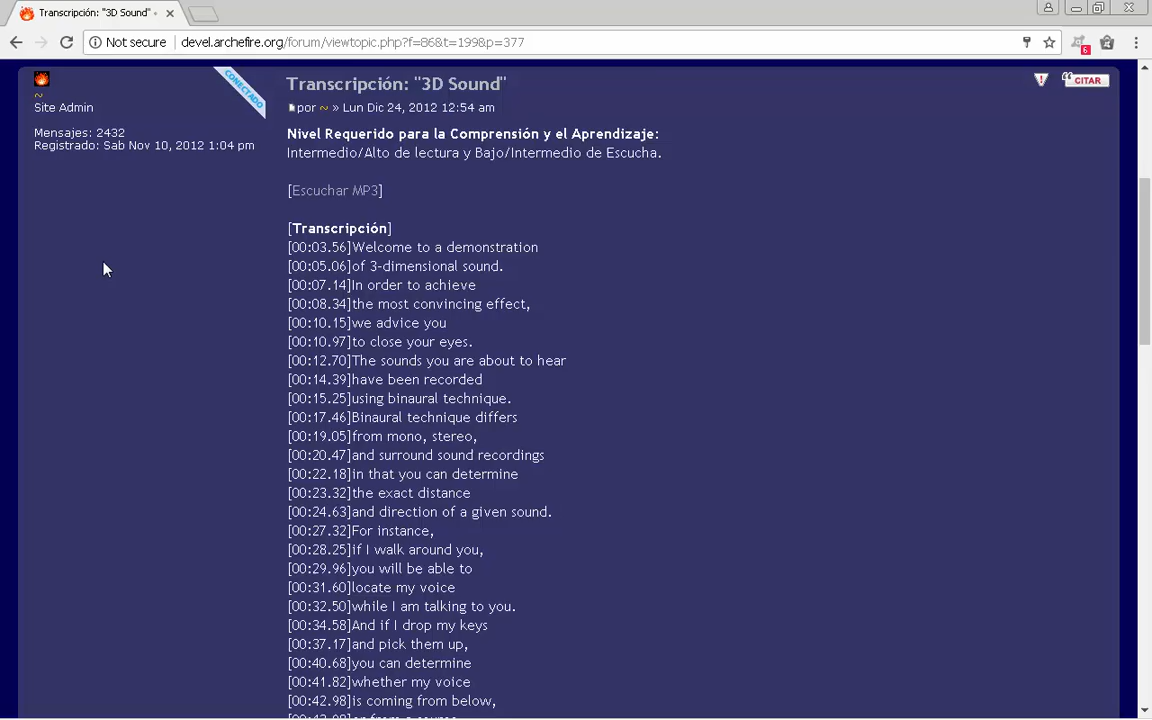 Transcripción: "3D Sound" ·
Not secure
devel.archefire.org/forum/viewtopic.php?f=86&t=199&p=377
6
CONECTADO
~
Site Admin
Mensajes: 2432
Registrado: Sab Nov 10, 2012 1:04 pm
Transcripción: "3D Sound"
CITAR
por ~ » Lun Dic 24, 2012 12:54 am
Nivel Requerido para la Comprensión y el Aprendizaje:
Intermedio/Alto de lectura y Bajo/Intermedio de Escucha.
[Escuchar MP3]
[Transcripción]
[00:03.56]Welcome to a demonstration
[00:05.06]of 3-dimensional sound.
[00:07.14]In order to achieve
[00:08.34]the most convincing effect,
[00:10.15]we advice you
[00:10.97]to close your eyes.
[00:12.70]The sounds you are about to hear
[00:14.39]have been recorded
[00:15.25]using binaural technique.
[00:17.46]Binaural technique differs
[00:19.05]from mono, stereo,
[00:20.47]and surround sound recordings
[00:22.18]in that you can determine
[00:23.32]the exact distance
[00:24.63]and direction of a given sound.
[00:27.32]For instance,
[00:28.25]if I walk around you,
[00:29.96]you will be able to
[00:31.60]locate my voice
[00:32.50]while I am talking to you.
[00:34.58]And if I drop my keys
[00:37.17]and pick them up,
[00:40.68]you can determine
[00:41.82]whether my voice
[00:42.98]is coming from below,